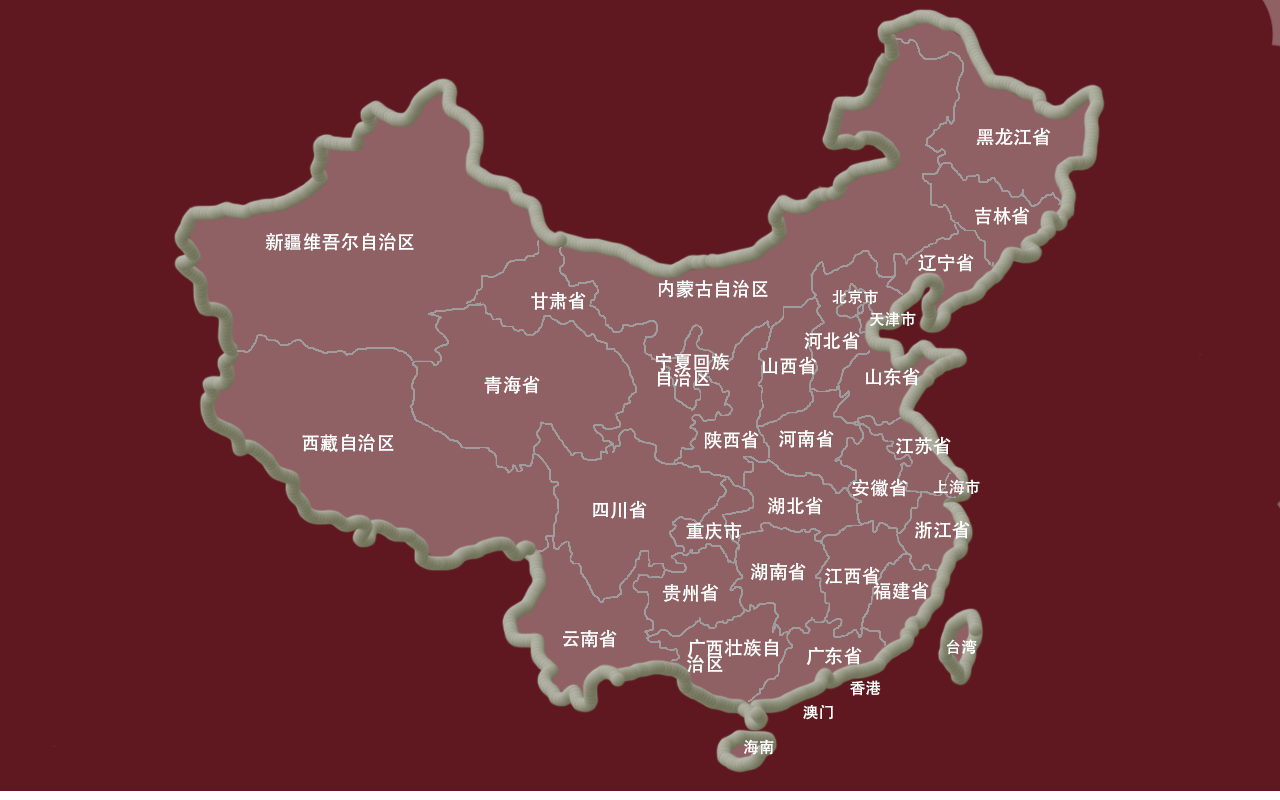 黑龙江省
吉林省
新疆维吾尔自治区
辽宁省
内蒙古自治区
北京市
甘肃省
天津市
河北省
宁夏回族
自治区
山西省
山东省
青海省
西藏自治区
陕西省
河南省
江苏省
安徽省
上海市
湖北省
四川省
重庆市
浙江省
湖南省
江西省
福建省
贵州省
云南省
广西壮族自
治区
广东省
台湾
香港
澳门
海南